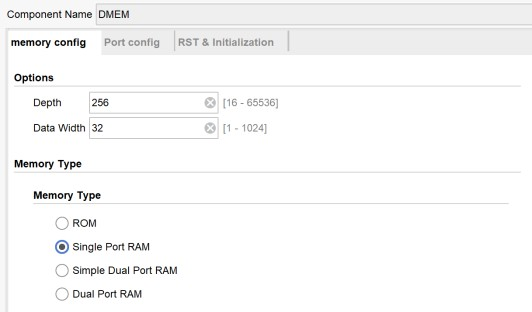 Component Name DMEM
memory config Port config RST & Initialization
Options
Depth 256 [16 - 65536]
Data Width 32 [1 - 1024]
Memory Type
Memory Type
ROM
Single Port RAM
Simple Dual Port RAM
Dual Port RAM